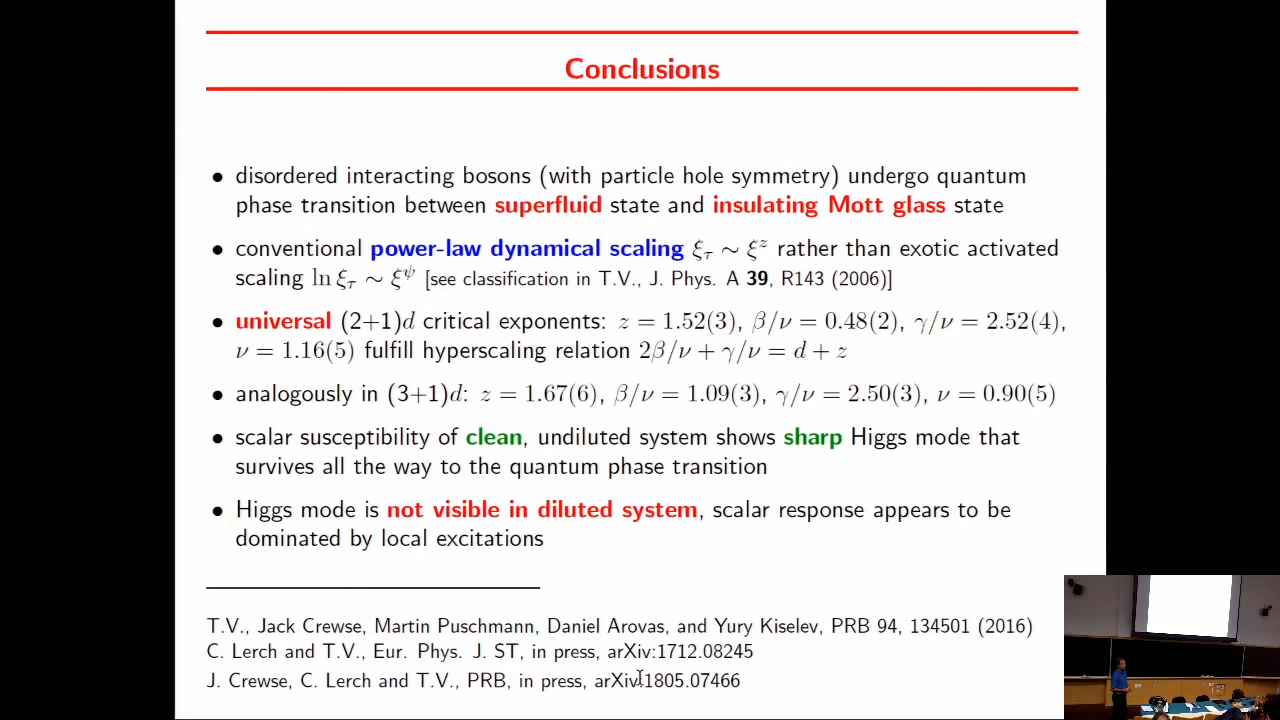 Conclusions
• disordered interacting bosons (with particle hole symmetry) undergo quantum
phase transition between superfluid state and insulating Mott glass state
• conventional power-law dynamical scaling ξ_τ ∼ ξ^z rather than exotic activated
scaling ln ξ_τ ∼ ξ^ψ [see classification in T.V., J. Phys. A 39, R143 (2006)]
• universal (2+1)d critical exponents: z = 1.52(3), β/ν = 0.48(2), γ/ν = 2.52(4),
ν = 1.16(5) fulfill hyperscaling relation 2β/ν + γ/ν = d + z
• analogously in (3+1)d: z = 1.67(6), β/ν = 1.09(3), γ/ν = 2.50(3), ν = 0.90(5)
• scalar susceptibility of clean, undiluted system shows sharp Higgs mode that
survives all the way to the quantum phase transition
• Higgs mode is not visible in diluted system, scalar response appears to be
dominated by local excitations
T.V., Jack Crewse, Martin Puschmann, Daniel Arovas, and Yury Kiselev, PRB 94, 134501 (2016)
C. Lerch and T.V., Eur. Phys. J. ST, in press, arXiv:1712.08245
J. Crewse, C. Lerch and T.V., PRB, in press, arXiv:1805.07466